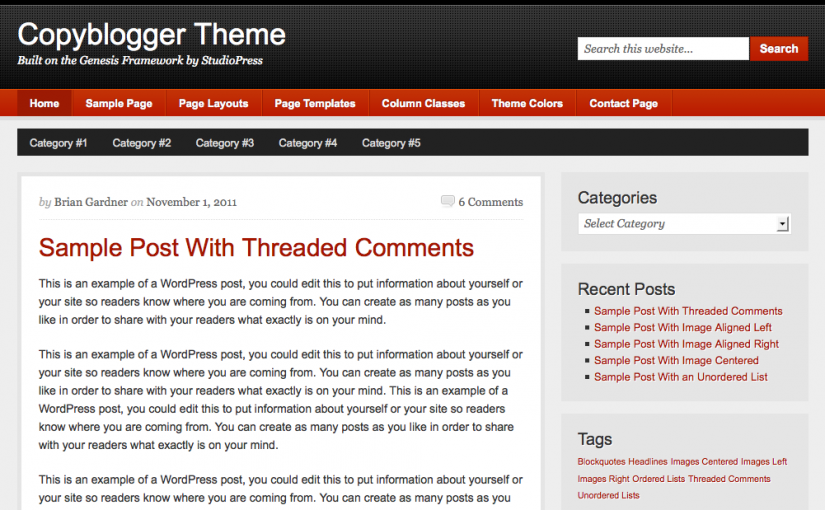 Copyblogger Theme
Built on the Genesis Framework by StudioPress
Search this website...
Search
Home Sample Page Page Layouts Page Templates Column Classes Theme Colors Contact Page
Category #1 Category #2 Category #3 Category #4 Category #5
by Brian Gardner on November 1, 2011
6 Comments
Sample Post With Threaded Comments
This is an example of a WordPress post, you could edit this to put information about yourself or
your site so readers know where you are coming from. You can create as many posts as you
like in order to share with your readers what exactly is on your mind.
This is an example of a WordPress post, you could edit this to put information about yourself or
your site so readers know where you are coming from. You can create as many posts as you
like in order to share with your readers what exactly is on your mind. This is an example of a
WordPress post, you could edit this to put information about yourself or your site so readers
know where you are coming from. You can create as many posts as you like in order to share
with your readers what exactly is on your mind.
This is an example of a WordPress post, you could edit this to put information about yourself or
your site so readers know where you are coming from. You can create as many posts as you
Categories
Select Category
Recent Posts
Sample Post With Threaded Comments
Sample Post With Image Aligned Left
Sample Post With Image Aligned Right
Sample Post With Image Centered
Sample Post With an Unordered List
Tags
Blockquotes Headlines Images Centered Images Left
Images Right Ordered Lists Threaded Comments
Unordered Lists